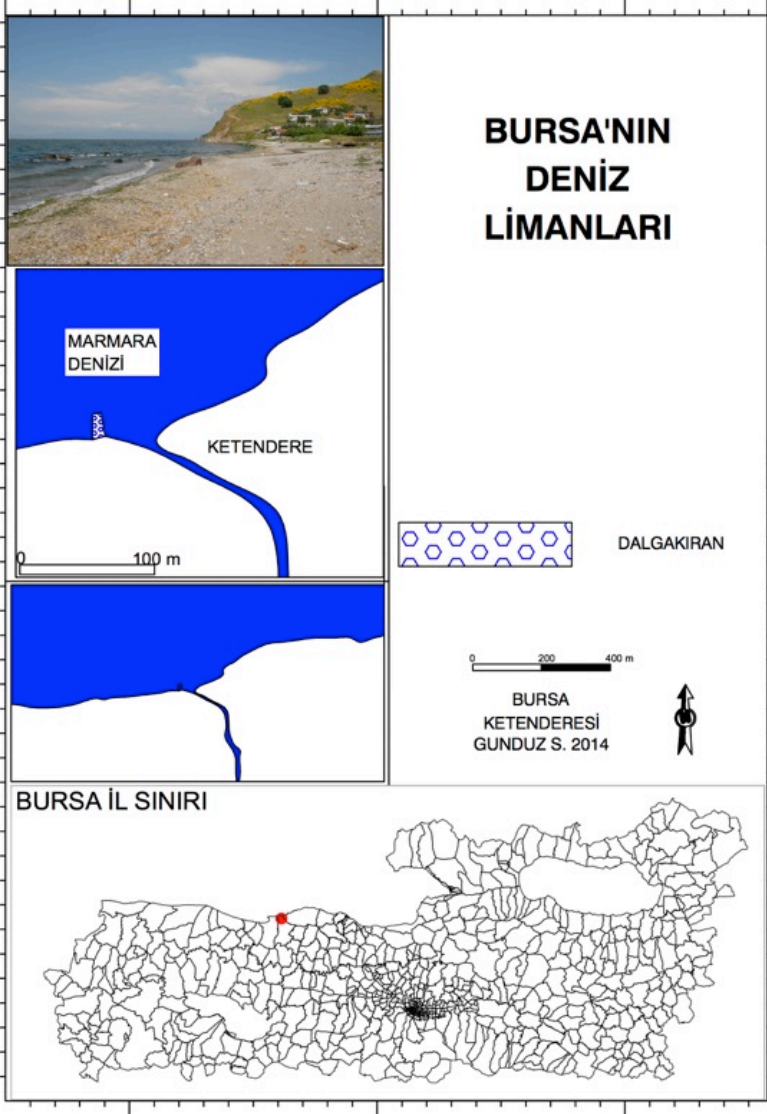 BURSA'NIN
DENİZ
LİMANLARI
MARMARA
DENİZİ
KETENDERE
0 100 m
DALGAKIRAN
0 200 400 m
BURSA
KETENDERESİ
GUNDUZ S. 2014
BURSA İL SINIRI